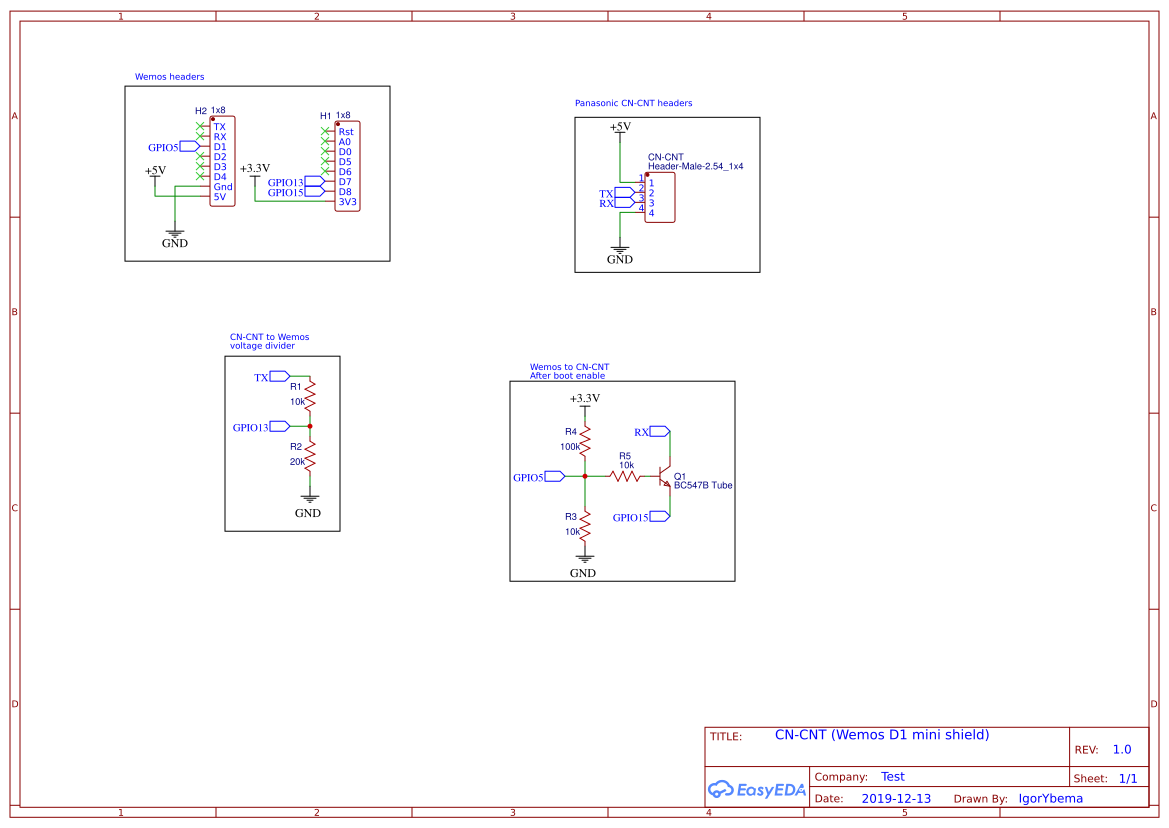 1 2 3 4 5
A A
B B
C C
D D
Wemos headers
H2 1x8
TX
RX
GPIO5 D1
D2
D3
D4
+5V
Gnd
5V
GND
H1 1x8
Rst
A0
D0
D5
D6
+3.3V
GPIO13 D7
GPIO15 D8
3V3
Panasonic CN-CNT headers
+5V
CN-CNT
Header-Male-2.54_1x4
1 1
TX 2 2
RX 3 3
4 4
GND
CN-CNT to Wemos
voltage divider
TX
R1
10k
GPIO13
R2
20k
GND
Wemos to CN-CNT
After boot enable
+3.3V
R4
100k
RX
R5
10k
GPIO5
Q1
BC547B Tube
R3
10k
GPIO15
GND
TITLE: CN-CNT (Wemos D1 mini shield)
REV: 1.0
EasyEDA
Company: Test
Sheet: 1/1
Date: 2019-12-13 Drawn By: IgorYbema
1 2 3 4 5